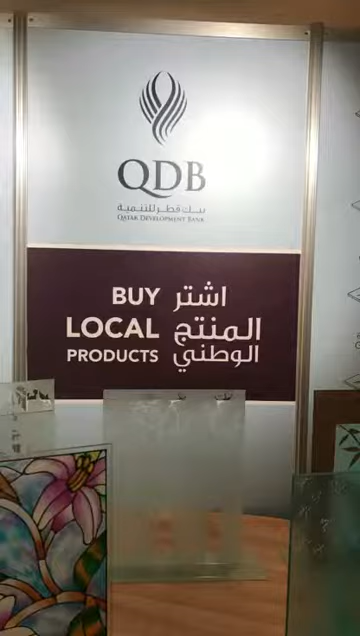 QDB
بنك قطر للتنمية
QATAR DEVELOPMENT BANK
BUY
LOCAL
PRODUCTS
اشتر
المنتج
الوطني